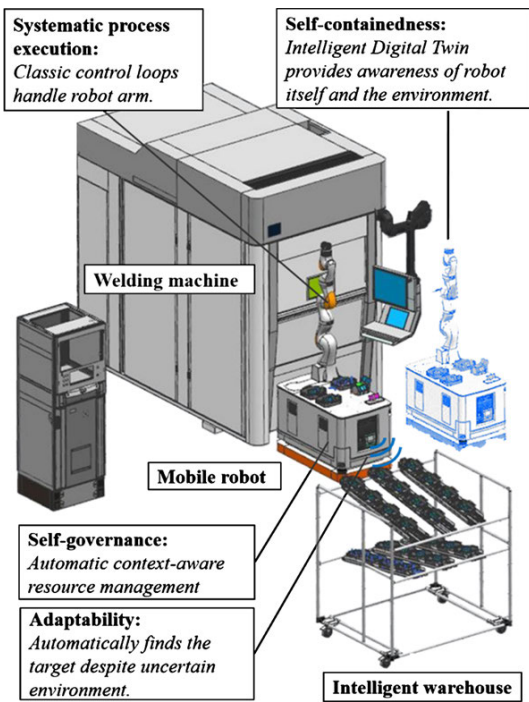 Systematic process
execution:
Classic control loops
handle robot arm.
Self-containedness:
Intelligent Digital Twin
provides awareness of robot
itself and the environment.
Welding machine
Mobile robot
Self-governance:
Automatic context-aware
resource management
Adaptability:
Automatically finds the
target despite uncertain
environment.
Intelligent warehouse